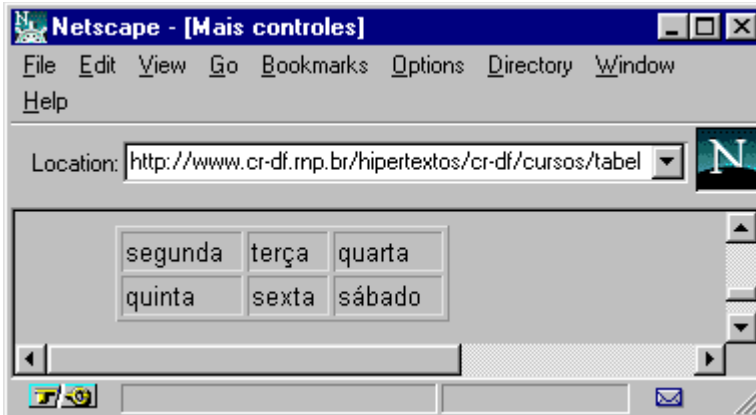 Netscape - [Mais controles]
File Edit View Go Bookmarks Options Directory Window
Help
Location: http://www.cr-df.rnp.br/hipertextos/cr-df/cursos/tabel
N
segunda terça quarta
quinta sexta sábado